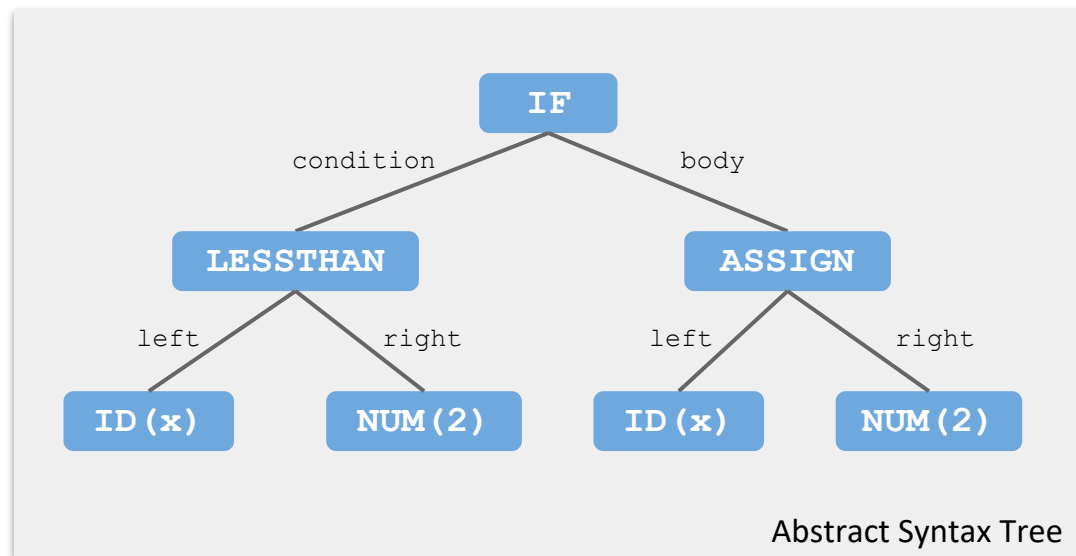 IF
condition
body
LESSTHAN
ASSIGN
left
right
left
right
ID(x)
NUM(2)
ID(x)
NUM(2)
Abstract Syntax Tree